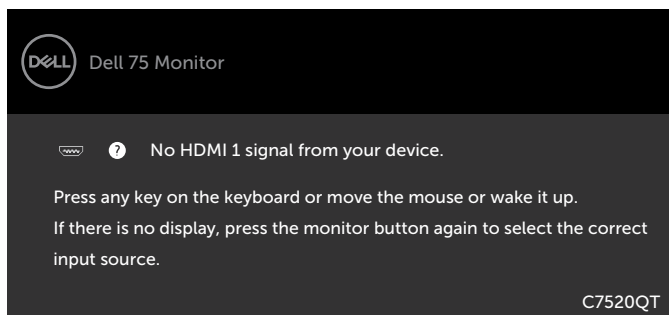 DELL
Dell 75 Monitor
? No HDMI 1 signal from your device.
Press any key on the keyboard or move the mouse or wake it up.
If there is no display, press the monitor button again to select the correct
input source.
C7520QT